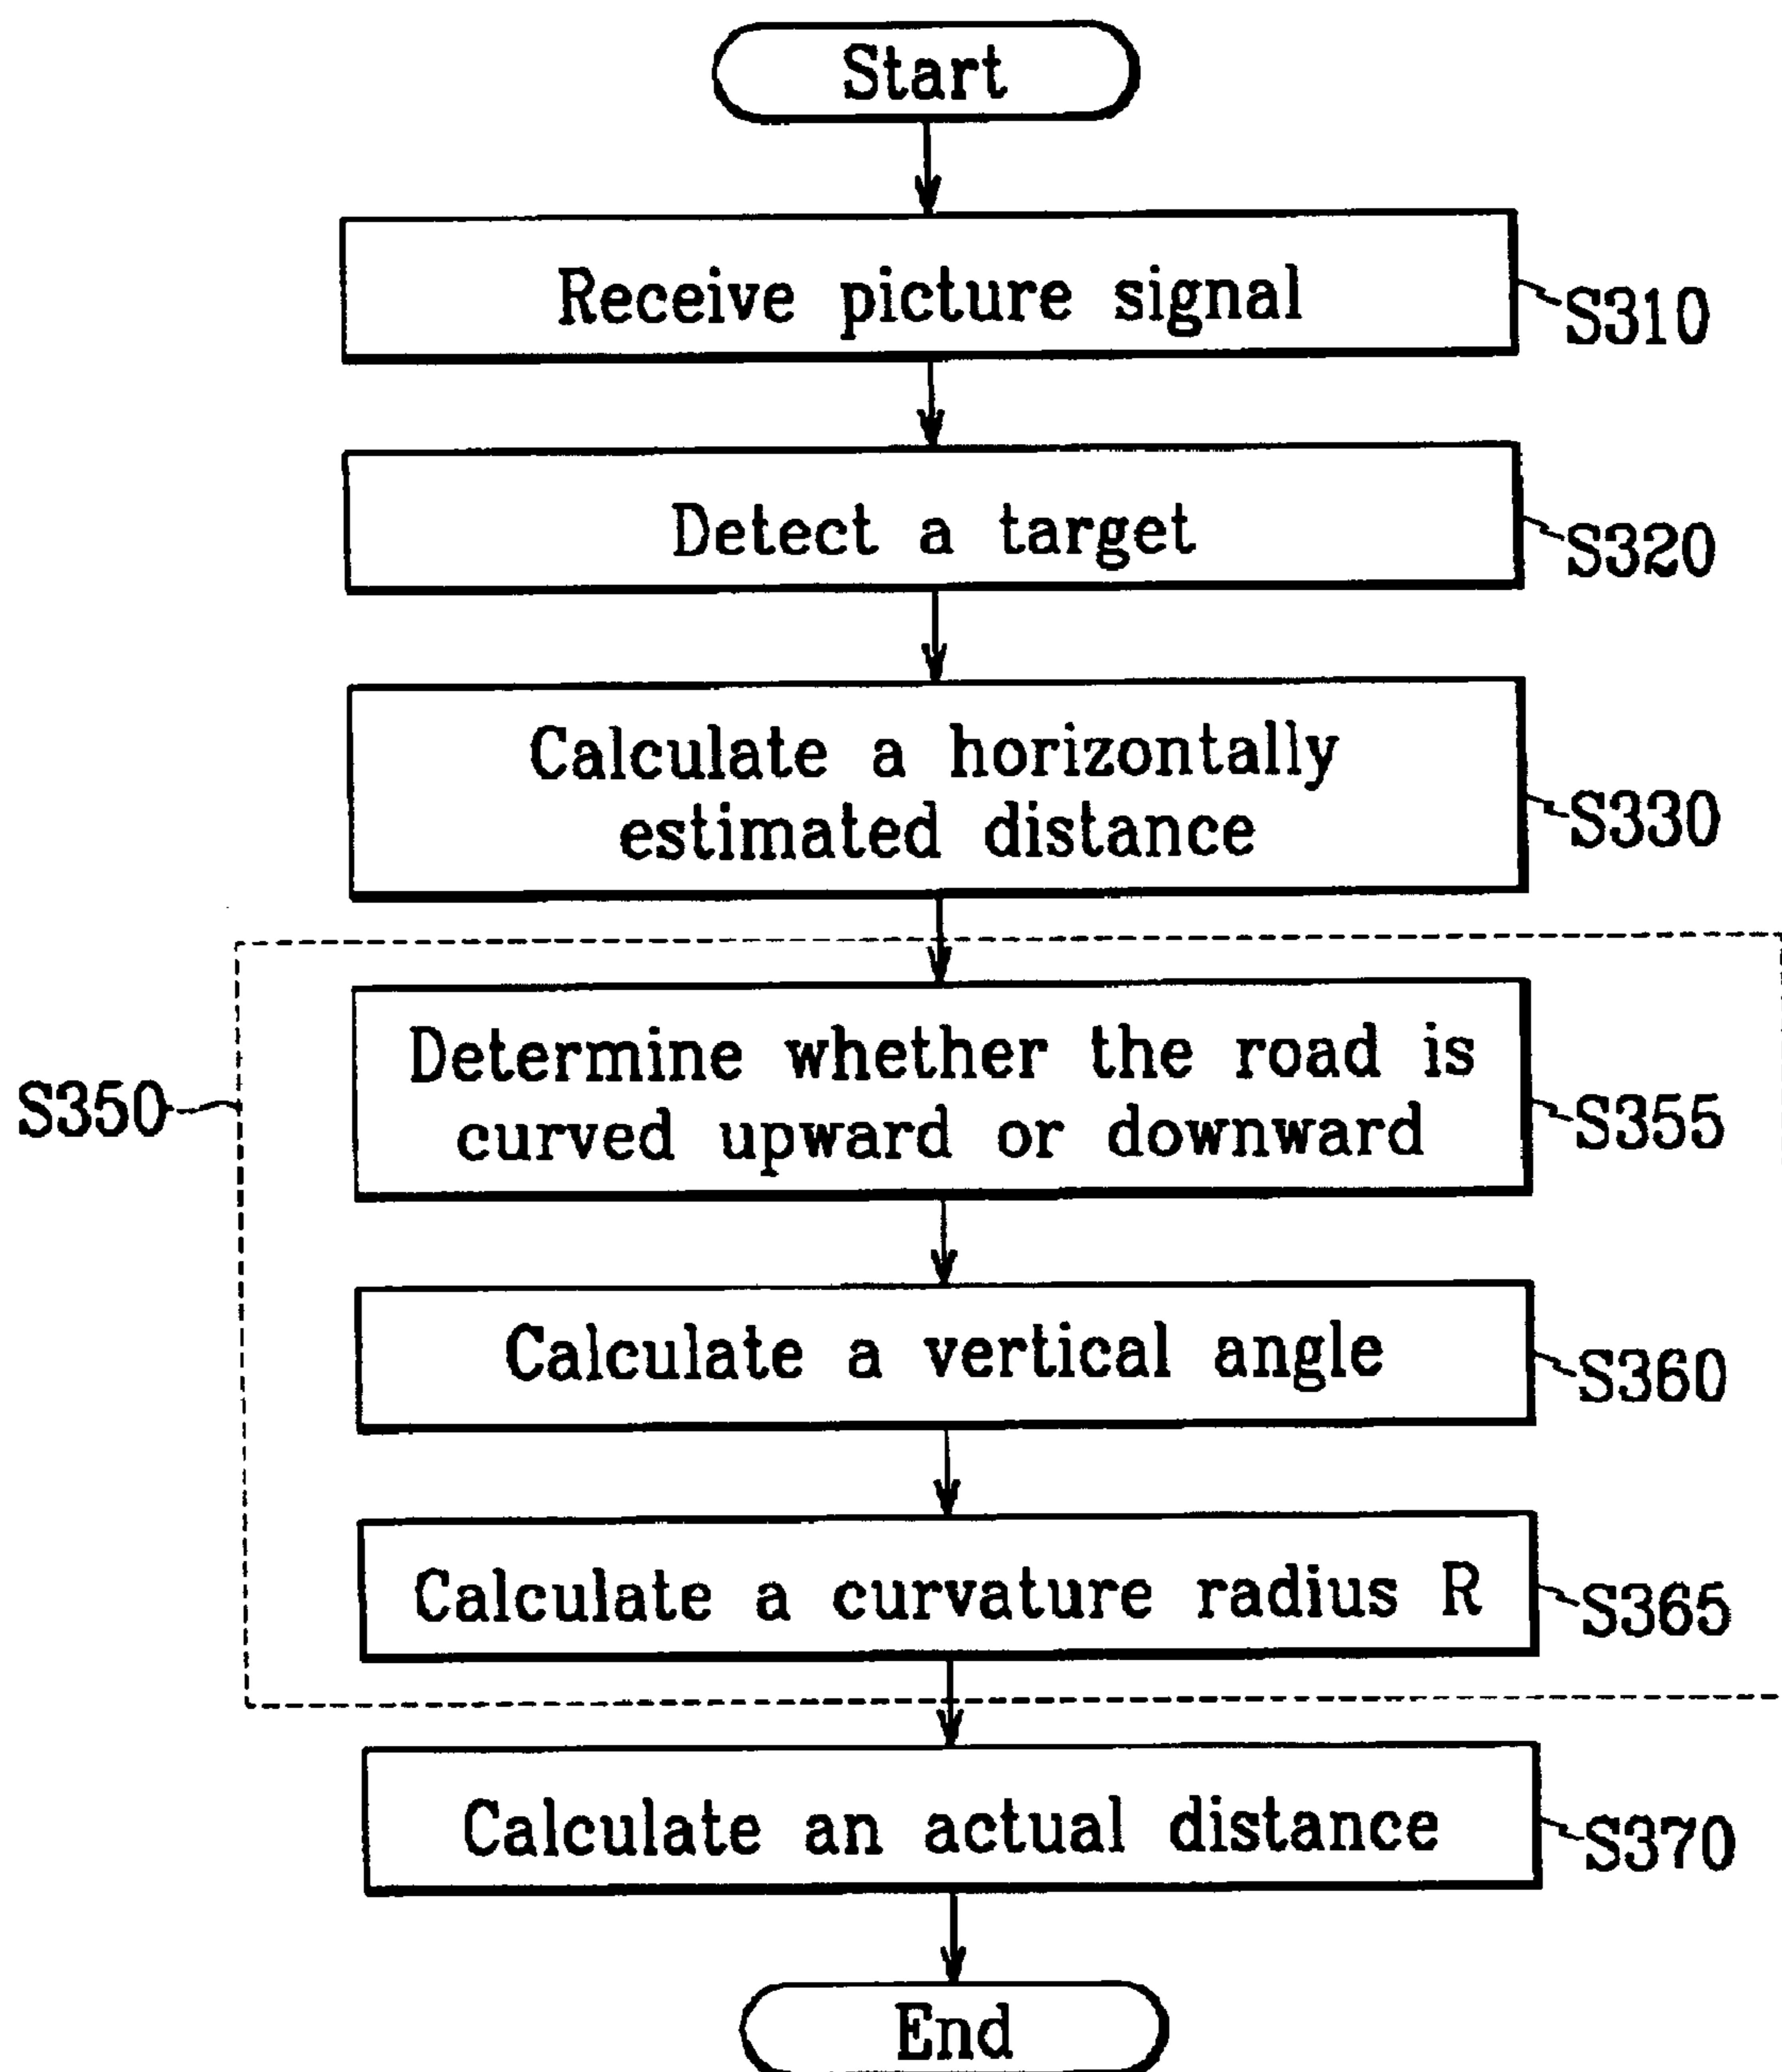 Start
Receive picture signal
S310
Detect a target
S320
Calculate a horizontally
estimated distance
S330
S350
Determine whether the road is
curved upward or downward
S355
Calculate a vertical angle
S360
Calculate a curvature radius R
S365
Calculate an actual distance
S370
End